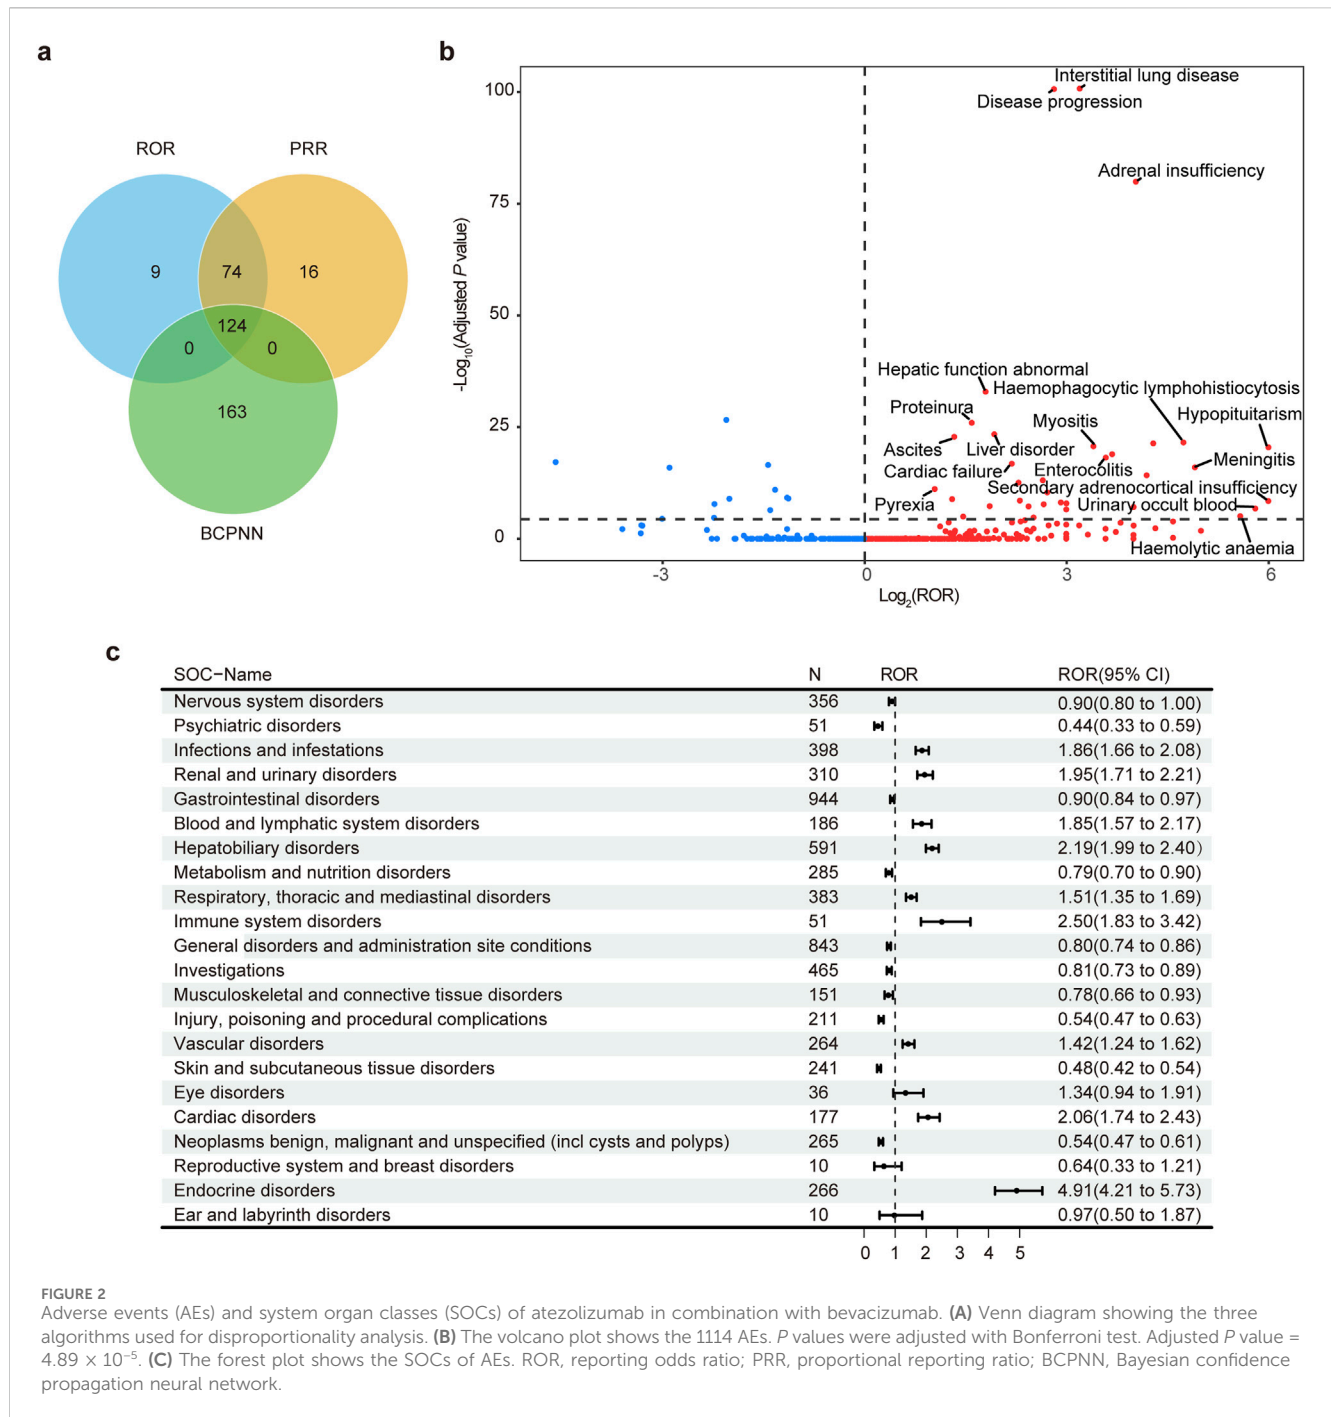 a
ROR
PRR
9
74
16
124
0
0
163
BCPNN
b
-Log10(Adjusted P value)
100
75
50
25
0
Interstitial lung disease
Disease progression
Adrenal insufficiency
Hepatic function abnormal
Haemophagocytic lymphohistiocytosis
Proteinura
Myositis
Hypopituitarism
Ascites
Liver disorder
Meningitis
Cardiac failure
Enterocolitis
Secondary adrenocortical insufficiency
Pyrexia
Urinary occult blood
Haemolytic anaemia
-3
0
3
6
Log2(ROR)
c
SOC−Name N ROR ROR(95% CI)
Nervous system disorders 356 0.90(0.80 to 1.00)
Psychiatric disorders 51 0.44(0.33 to 0.59)
Infections and infestations 398 1.86(1.66 to 2.08)
Renal and urinary disorders 310 1.95(1.71 to 2.21)
Gastrointestinal disorders 944 0.90(0.84 to 0.97)
Blood and lymphatic system disorders 186 1.85(1.57 to 2.17)
Hepatobiliary disorders 591 2.19(1.99 to 2.40)
Metabolism and nutrition disorders 285 0.79(0.70 to 0.90)
Respiratory, thoracic and mediastinal disorders 383 1.51(1.35 to 1.69)
Immune system disorders 51 2.50(1.83 to 3.42)
General disorders and administration site conditions 843 0.80(0.74 to 0.86)
Investigations 465 0.81(0.73 to 0.89)
Musculoskeletal and connective tissue disorders 151 0.78(0.66 to 0.93)
Injury, poisoning and procedural complications 211 0.54(0.47 to 0.63)
Vascular disorders 264 1.42(1.24 to 1.62)
Skin and subcutaneous tissue disorders 241 0.48(0.42 to 0.54)
Eye disorders 36 1.34(0.94 to 1.91)
Cardiac disorders 177 2.06(1.74 to 2.43)
Neoplasms benign, malignant and unspecified (incl cysts and polyps) 265 0.54(0.47 to 0.61)
Reproductive system and breast disorders 10 0.64(0.33 to 1.21)
Endocrine disorders 266 4.91(4.21 to 5.73)
Ear and labyrinth disorders 10 0.97(0.50 to 1.87)
0 1 2 3 4 5
FIGURE 2
Adverse events (AEs) and system organ classes (SOCs) of atezolizumab in combination with bevacizumab. (A) Venn diagram showing the three
algorithms used for disproportionality analysis. (B) The volcano plot shows the 1114 AEs. P values were adjusted with Bonferroni test. Adjusted P value =
4.89 × 10⁻⁵. (C) The forest plot shows the SOCs of AEs. ROR, reporting odds ratio; PRR, proportional reporting ratio; BCPNN, Bayesian confidence
propagation neural network.